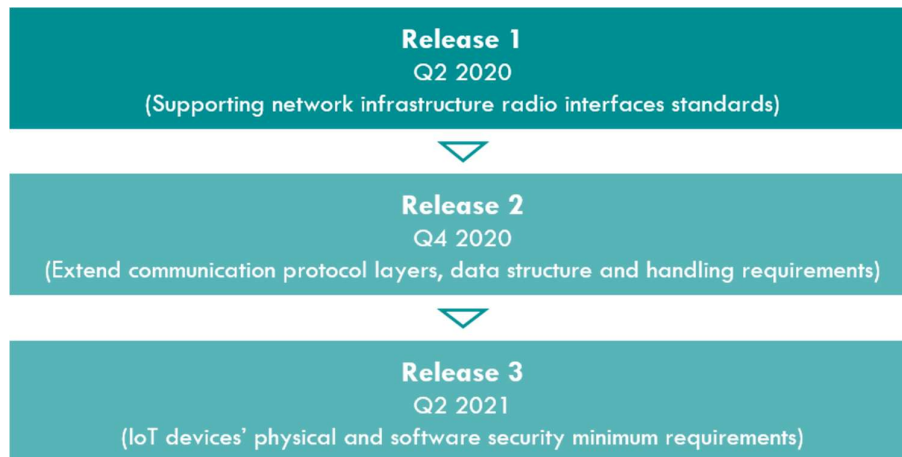 Release 1
Q2 2020
(Supporting network infrastructure radio interfaces standards)
Release 2
Q4 2020
(Extend communication protocol layers, data structure and handling requirements)
Release 3
Q2 2021
(IoT devices’ physical and software security minimum requirements)